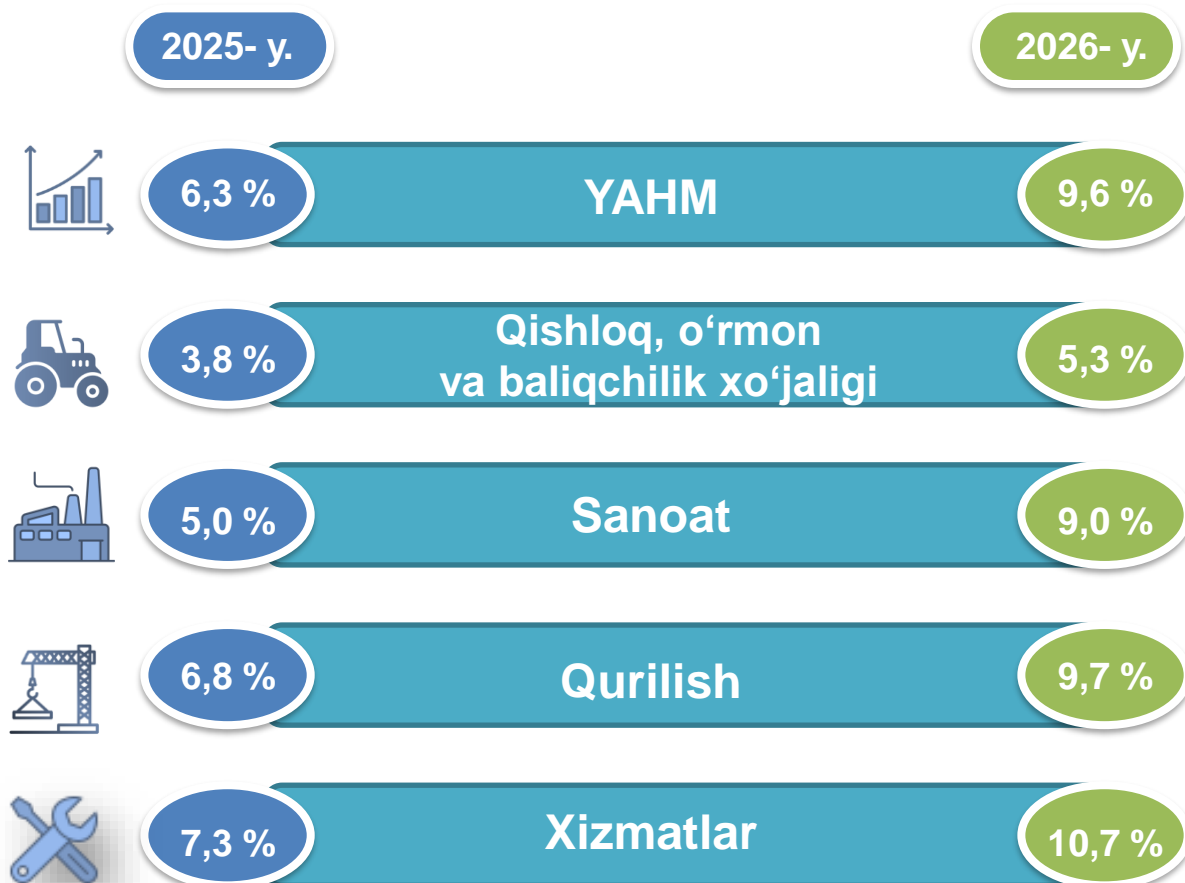 2025- y.
2026- y.
6,3 %
YAHM
9,6 %
3,8 %
Qishloq, o‘rmon
va baliqchilik xo‘jaligi
5,3 %
5,0 %
Sanoat
9,0 %
6,8 %
Qurilish
9,7 %
7,3 %
Xizmatlar
10,7 %